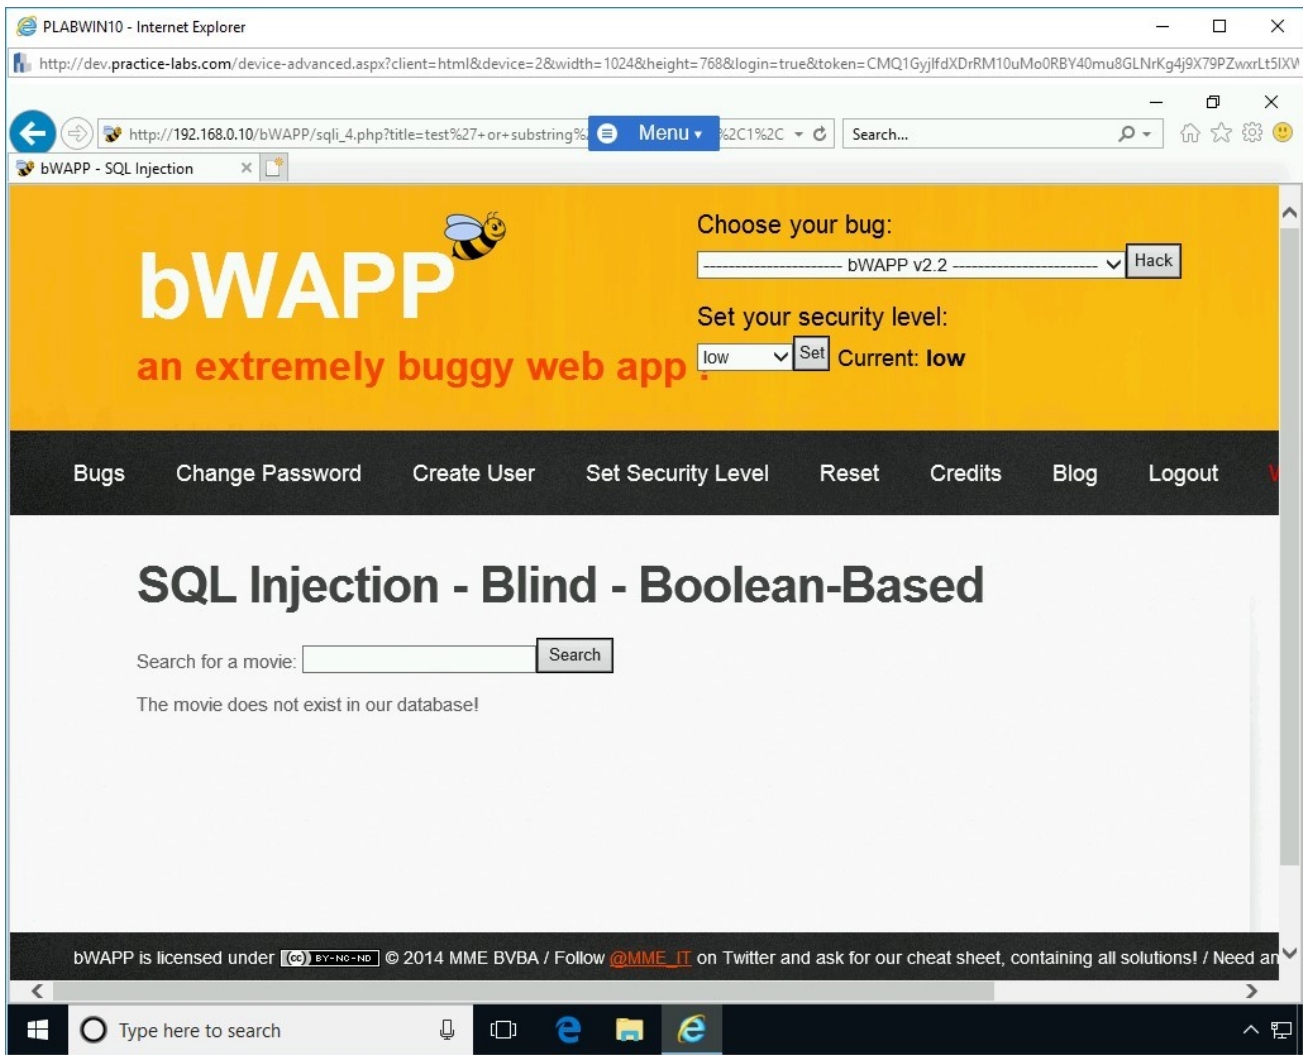 PLABWIN10 - Internet Explorer
http://dev.practice-labs.com/device-advanced.aspx?client=html&device=2&width=1024&height=768&login=true&token=CMQ1GyjlfdXDrRM10uMo0RBY40mu8GLNrKg4j9X79PZwxrLt5IXW
http://192.168.0.10/bWAPP/sqli_4.php?title=test%27+or+substring% Menu %2C1%2C Search...
bWAPP - SQL Injection
Choose your bug:
bWAPP
---------------------- bWAPP v2.2 ---------------------- Hack
Set your security level:
an extremely buggy web app !
low Set Current: low
Bugs Change Password Create User Set Security Level Reset Credits Blog Logout
SQL Injection - Blind - Boolean-Based
Search for a movie: Search
The movie does not exist in our database!
bWAPP is licensed under (cc) BY-NC-ND © 2014 MME BVBA / Follow @MME_IT on Twitter and ask for our cheat sheet, containing all solutions! / Need an
Type here to search